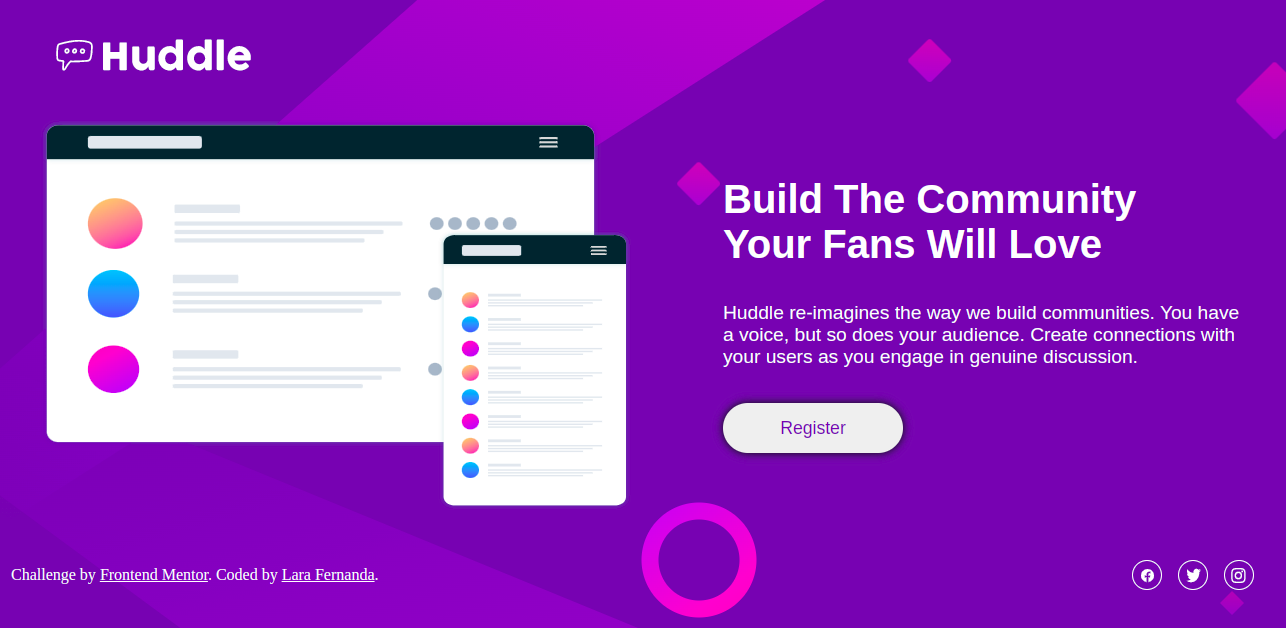 Huddle
Build The Community
Your Fans Will Love
Huddle re-imagines the way we build communities. You have
a voice, but so does your audience. Create connections with
your users as you engage in genuine discussion.
Register
Challenge by Frontend Mentor. Coded by Lara Fernanda.